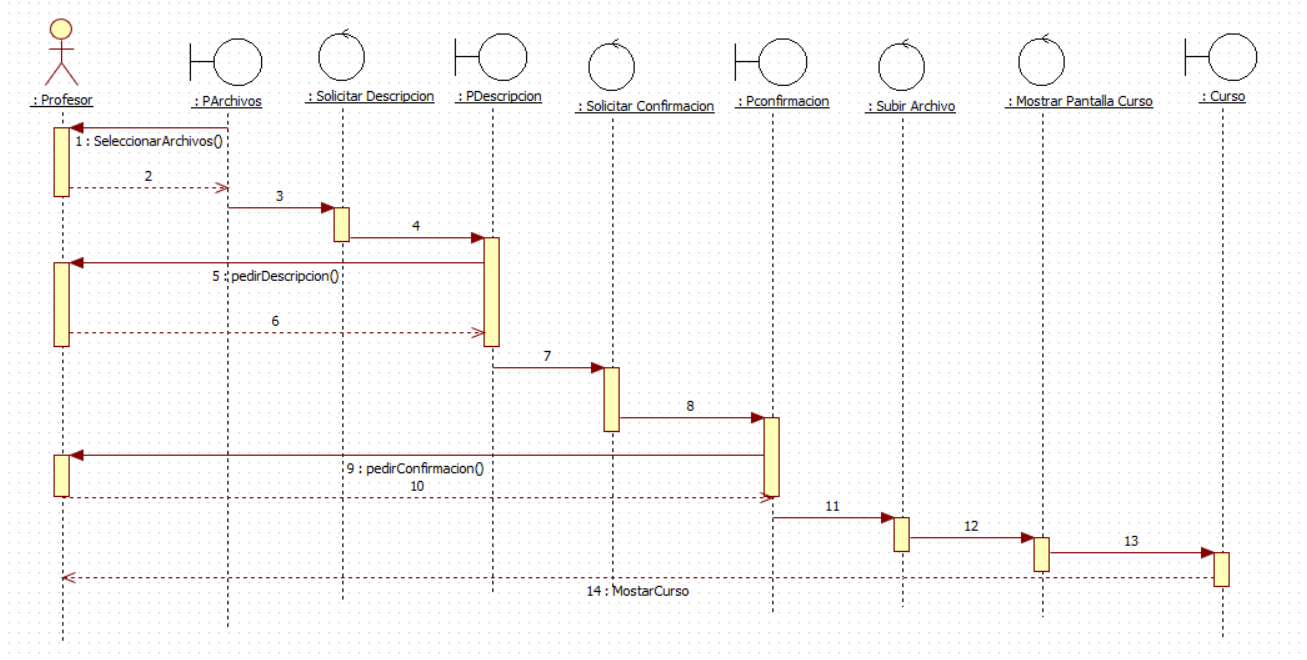 : Profesor
: PArchivos
: Solicitar Descripcion
: PDescripcion
: Solicitar Confirmacion
: Pconfirmacion
: Subir Archivo
: Mostrar Pantalla Curso
: Curso
1 : SeleccionarArchivos()
2
3
4
5 : pedirDescripcion()
6
7
8
9 : pedirConfirmacion()
10
11
12
13
14 : MostarCurso